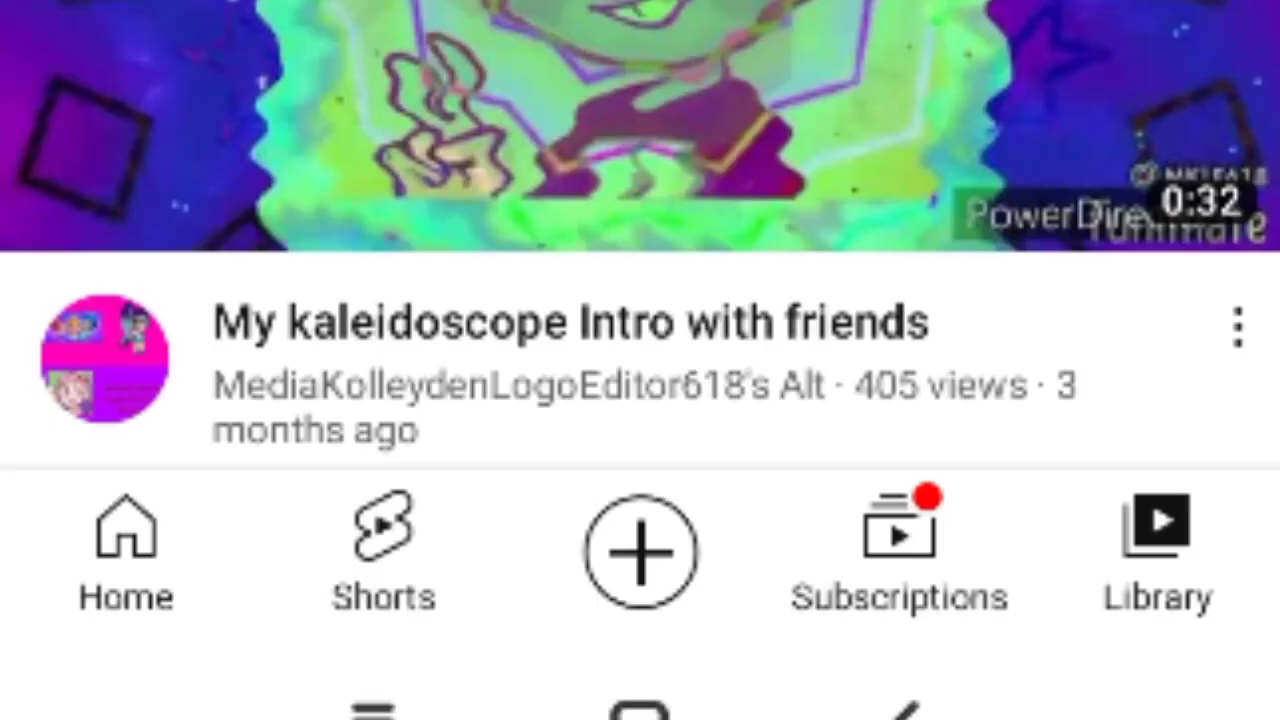 0:32
PowerDire
My kaleidoscope Intro with friends
MediaKolleydenLogoEditor618's Alt · 405 views · 3
months ago
Home
Shorts
Subscriptions
Library